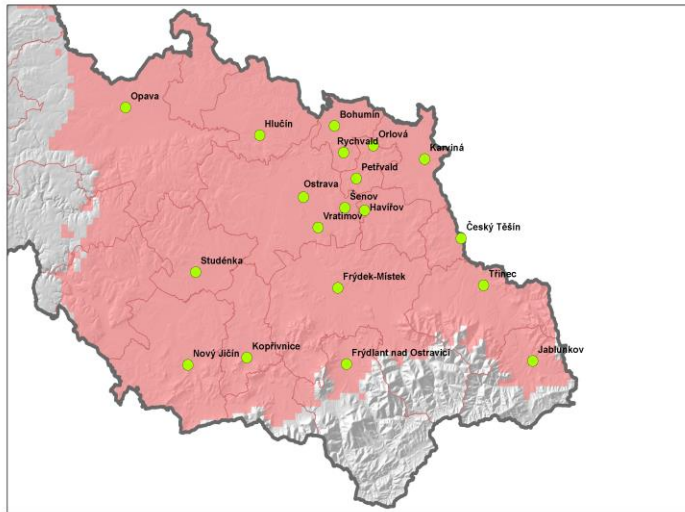 Opava
Bohumín
Hlučín
Orlová
Rychvald
Karviná
Petřvald
Ostrava
Šenov
Havířov
Vratimov
Český Těšín
Studénka
Třinec
Frýdek-Místek
Kopřivnice
Nový Jičín
Frýdlant nad Ostravicí
Jablunkov